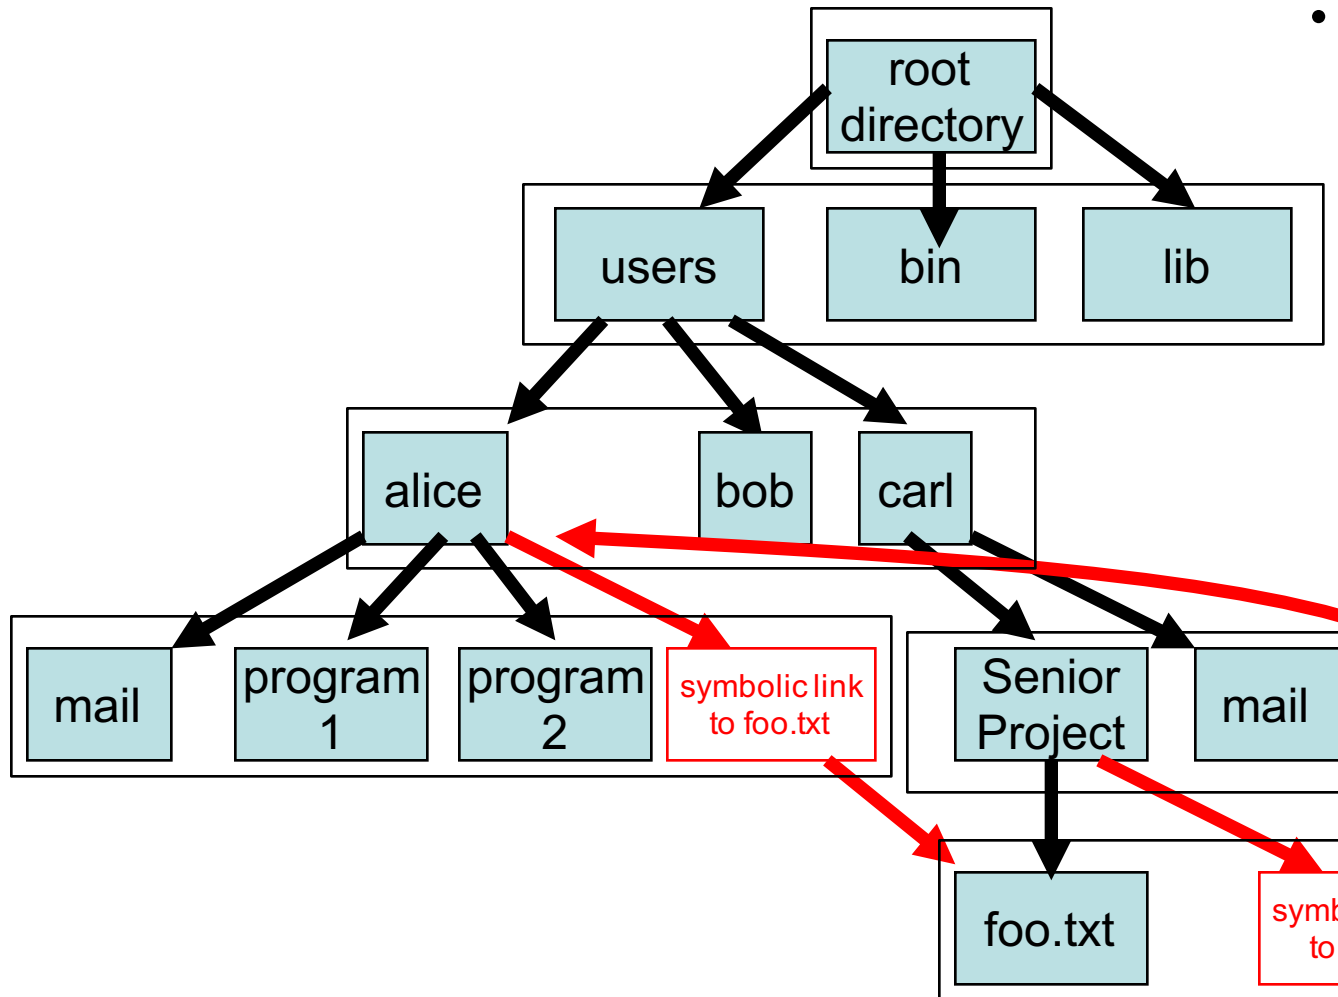 •
root
directory
users
bin
lib
alice
bob
carl
mail
program
1
program
2
symbolic link
to foo.txt
Senior
Project
mail
foo.txt
to